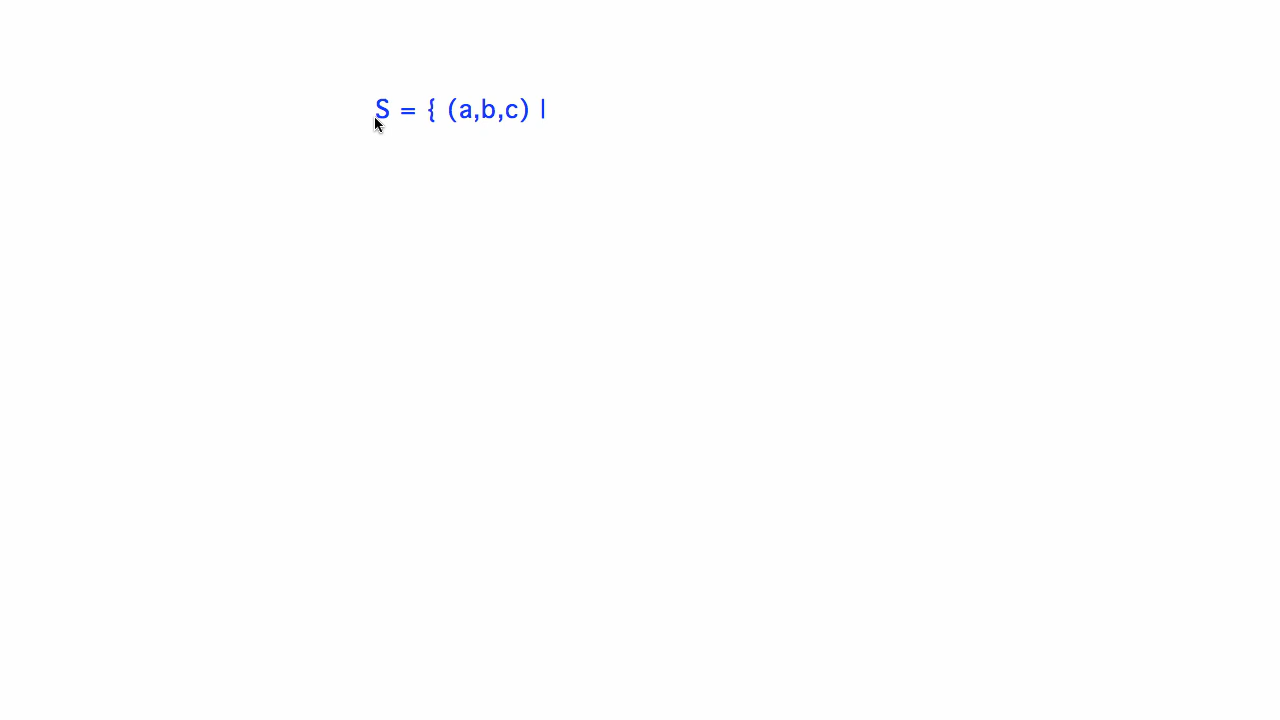 S = { (a,b,c) |